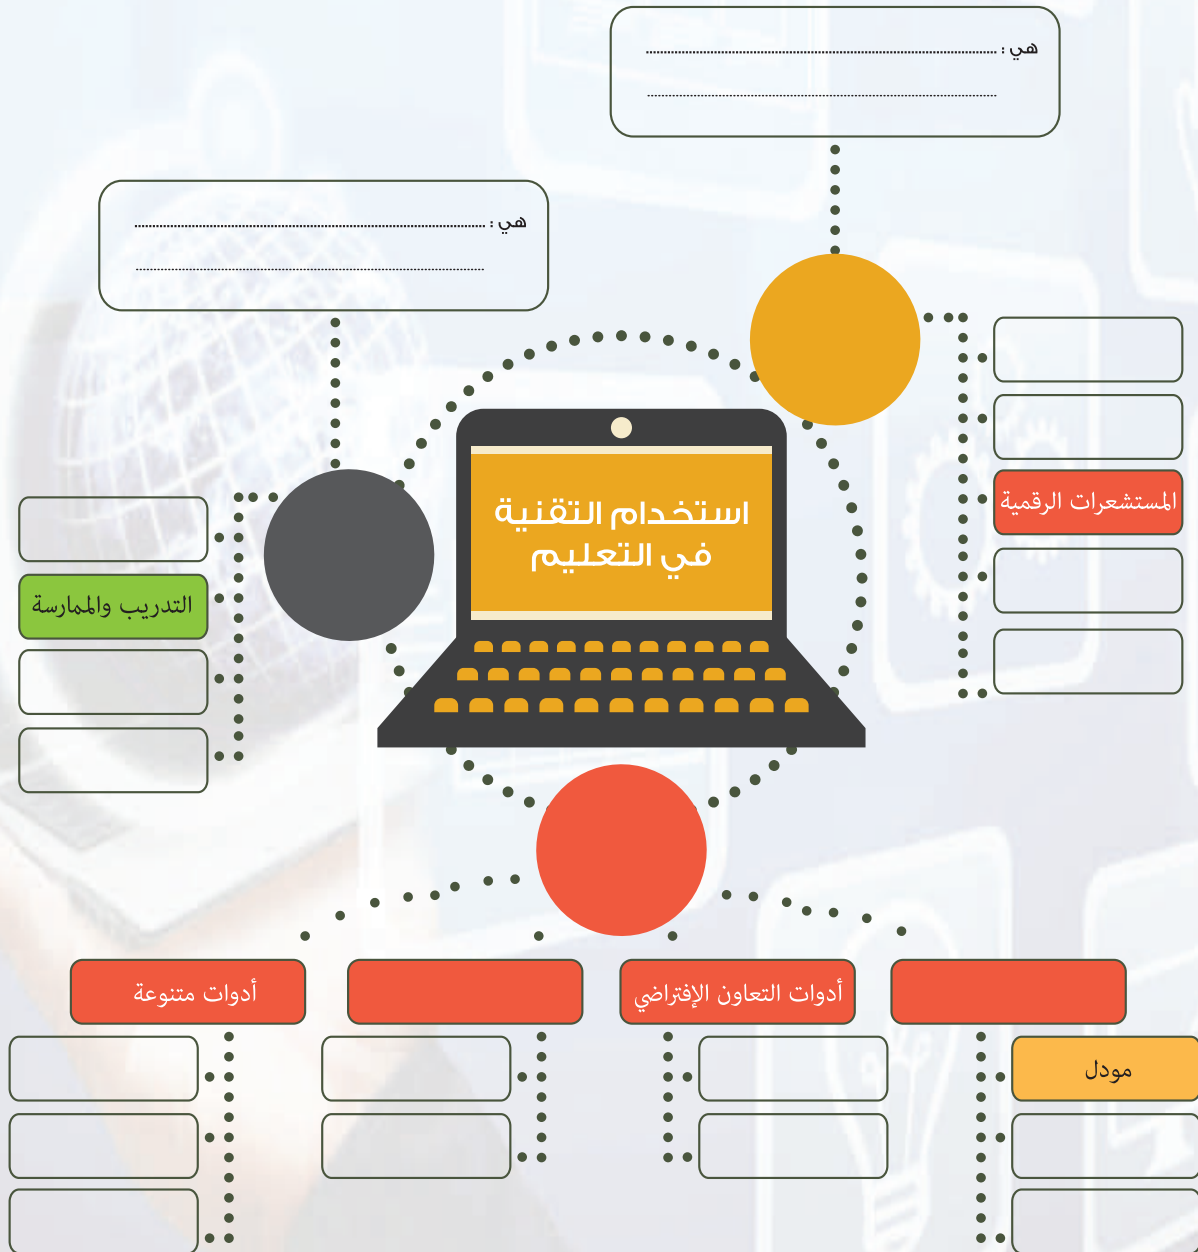 هي : ........................................
........................................
هي : ........................................
........................................
استخدام التقنية
في التعليم
المستشعرات الرقمية
التدريب والممارسة
أدوات التعاون الإفتراضي
أدوات متنوعة
مودل